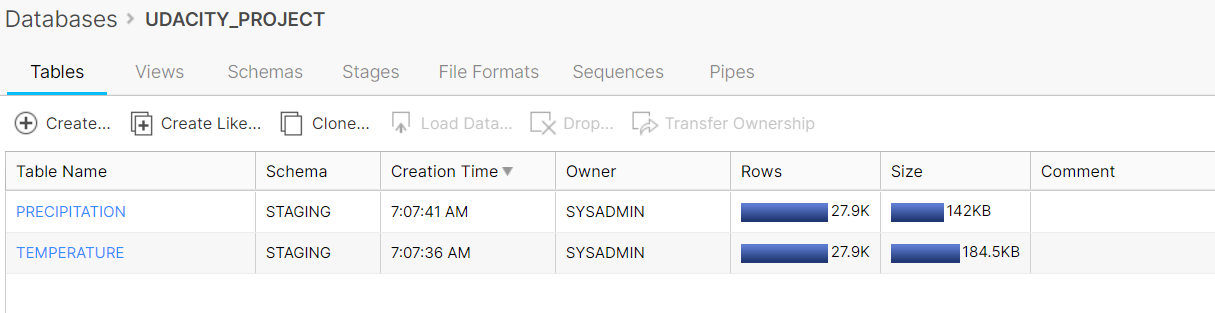 Databases > UDACITY_PROJECT
Tables Views Schemas Stages File Formats Sequences Pipes
Create... Create Like... Clone... Load Data... Drop... Transfer Ownership
Table Name Schema Creation Time Owner Rows Size Comment
PRECIPITATION STAGING 7:07:41 AM SYSADMIN 27.9K 142KB
TEMPERATURE STAGING 7:07:36 AM SYSADMIN 27.9K 184.5KB